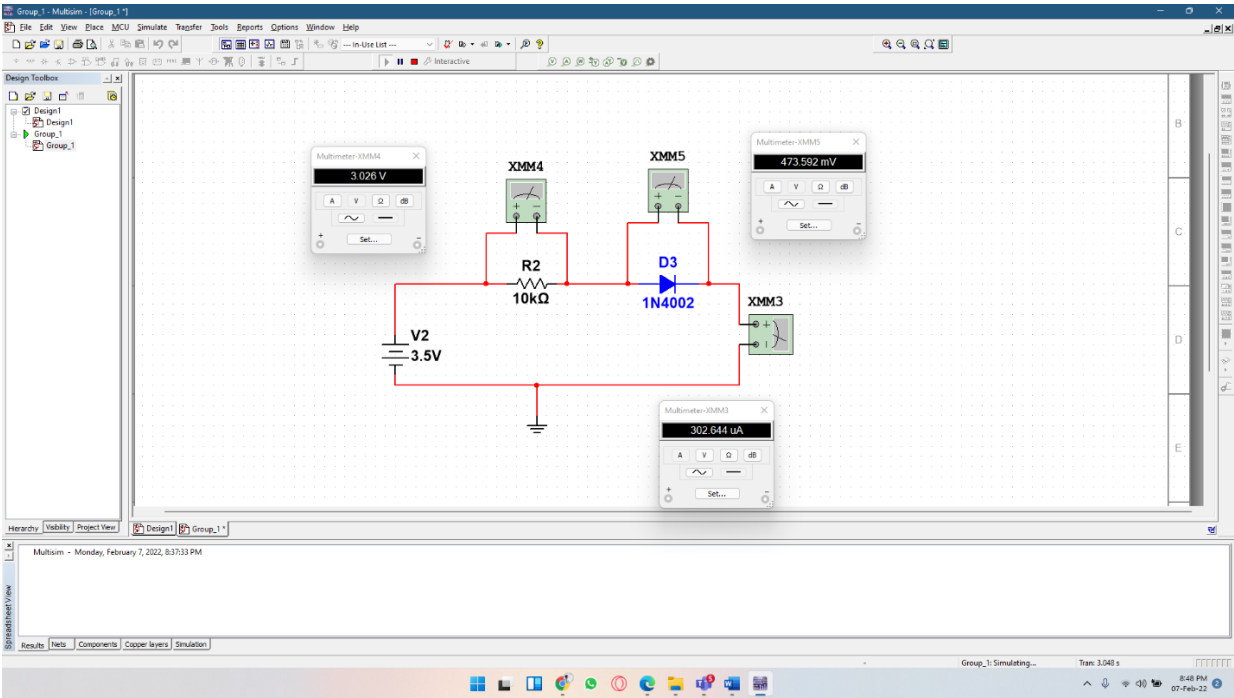 Group_1 - Multisim - [Group_1 *]
File Edit View Place MCU Simulate Transfer Tools Reports Options Window Help
--- In-Use List ---
Interactive
Design Toolbox
Design1
Design1
Group_1
Group_1
B
C
D
E
Multimeter-XMM4
3.026 V
A V Ω dB
Set...
+ -
XMM4
+ -
XMM5
+ -
Multimeter-XMM5
473.592 mV
A V Ω dB
Set...
+ -
R2
10kΩ
D3
1N4002
XMM3
+
V2
3.5V
Multimeter-XMM3
302.644 uA
A V Ω dB
Set...
+ -
Hierarchy Visibility Project View
Design1 Group_1 *
Multisim - Monday, February 7, 2022, 8:37:33 PM
Spreadsheet View
Results Nets Components Copper layers Simulation
Group_1: Simulating... Tran: 3.048 s
8:48 PM
07-Feb-22
2